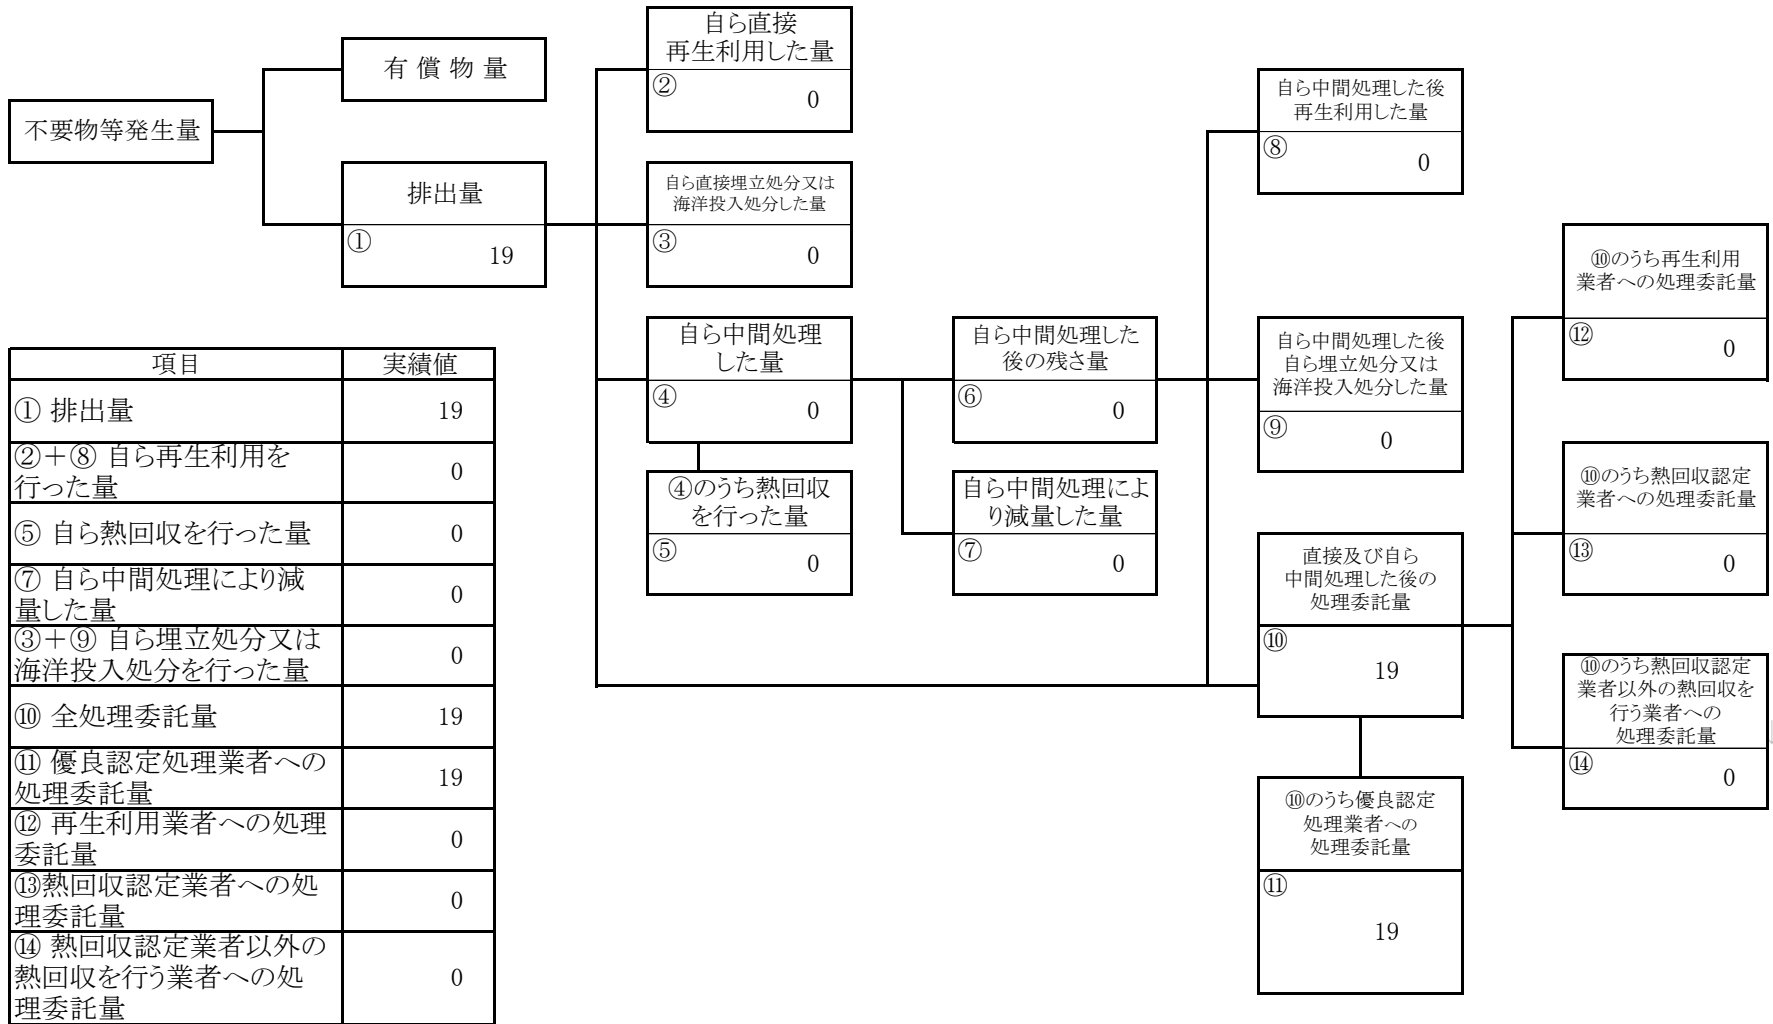 不要物等発生量
有償物量
排出量
①
19
自ら直接
再生利用した量
②
0
自ら直接埋立処分又は
海洋投入処分した量
③
0
自ら中間処理
した量
④
0
④のうち熱回収
を行った量
⑤
0
自ら中間処理した
後の残さ量
⑥
0
自ら中間処理によ
り減量した量
⑦
0
自ら中間処理した後
再生利用した量
⑧
0
自ら中間処理した後
自ら埋立処分又は
海洋投入処分した量
⑨
0
直接及び自ら
中間処理した後の
処理委託量
⑩
19
⑩のうち優良認定
処理業者への
処理委託量
⑪
19
⑩のうち再生利用
業者への処理委託量
⑫
0
⑩のうち熱回収認定
業者への処理委託量
⑬
0
⑩のうち熱回収認定
業者以外の熱回収を
行う業者への
処理委託量
⑭
0
項目 実績値
① 排出量 19
②＋⑧ 自ら再生利用を
行った量 0
⑤ 自ら熱回収を行った量 0
⑦ 自ら中間処理により減
量した量 0
③＋⑨ 自ら埋立処分又は
海洋投入処分を行った量 0
⑩ 全処理委託量 19
⑪ 優良認定処理業者への
処理委託量 19
⑫ 再生利用業者への処理
委託量 0
⑬熱回収認定業者への処
理委託量 0
⑭ 熱回収認定業者以外の
熱回収を行う業者への処
理委託量 0